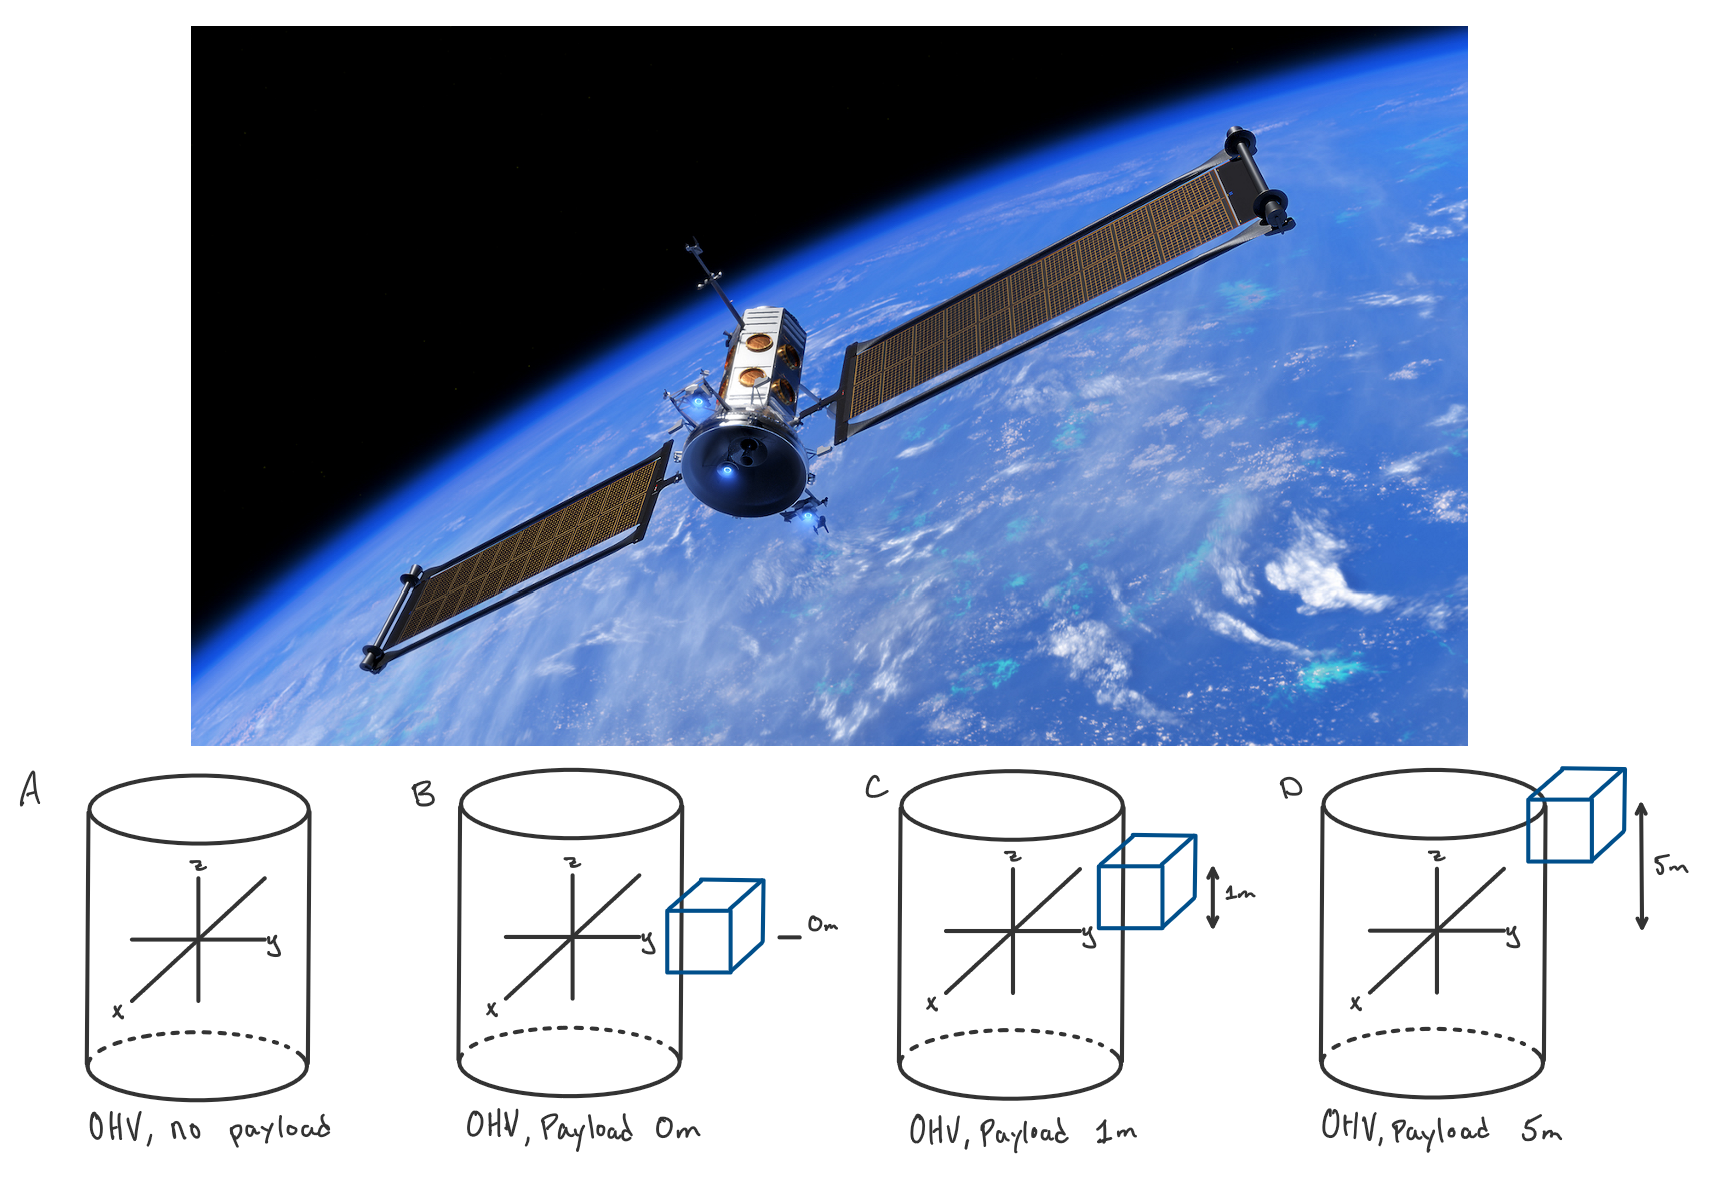 A
B
C
D
z
y
x
z
y
x
0m
z
y
x
1m
z
y
x
5m
OHV, no payload
OHV, Payload 0m
OHV, Payload 1m
OHV, Payload 5m